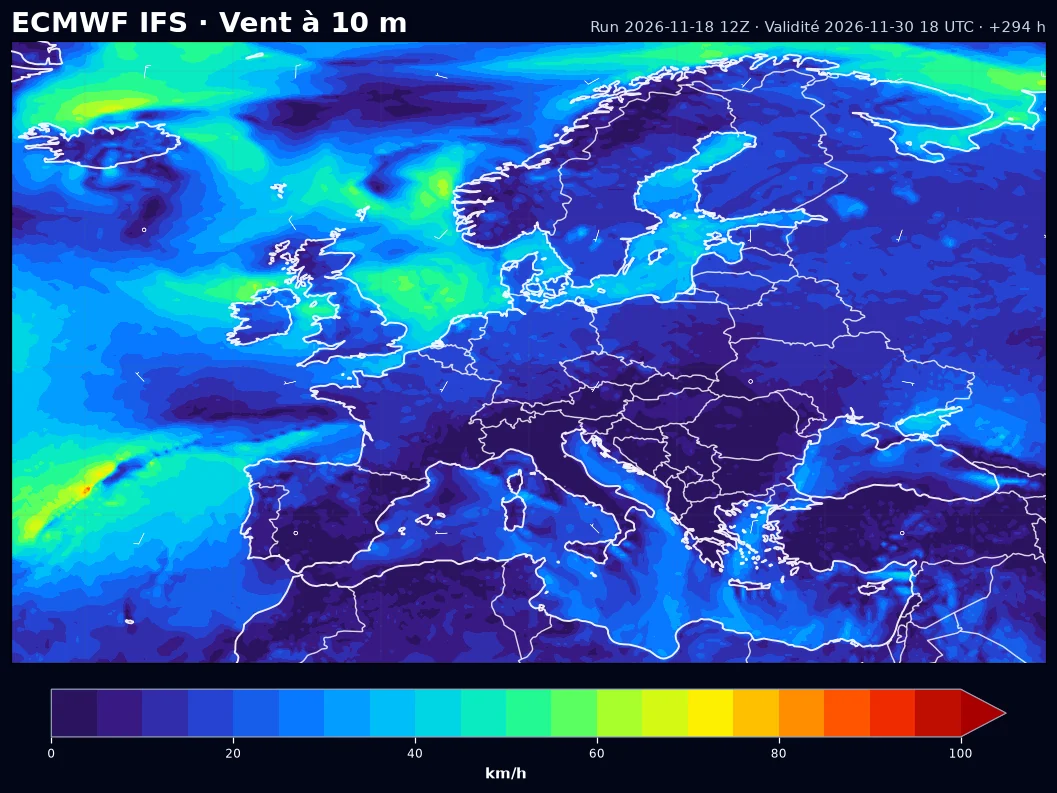 ECMWF IFS · Vent à 10 m
Run 2026-11-18 12Z · Validité 2026-11-30 18 UTC · +294 h
0 20 40 60 80 100
km/h